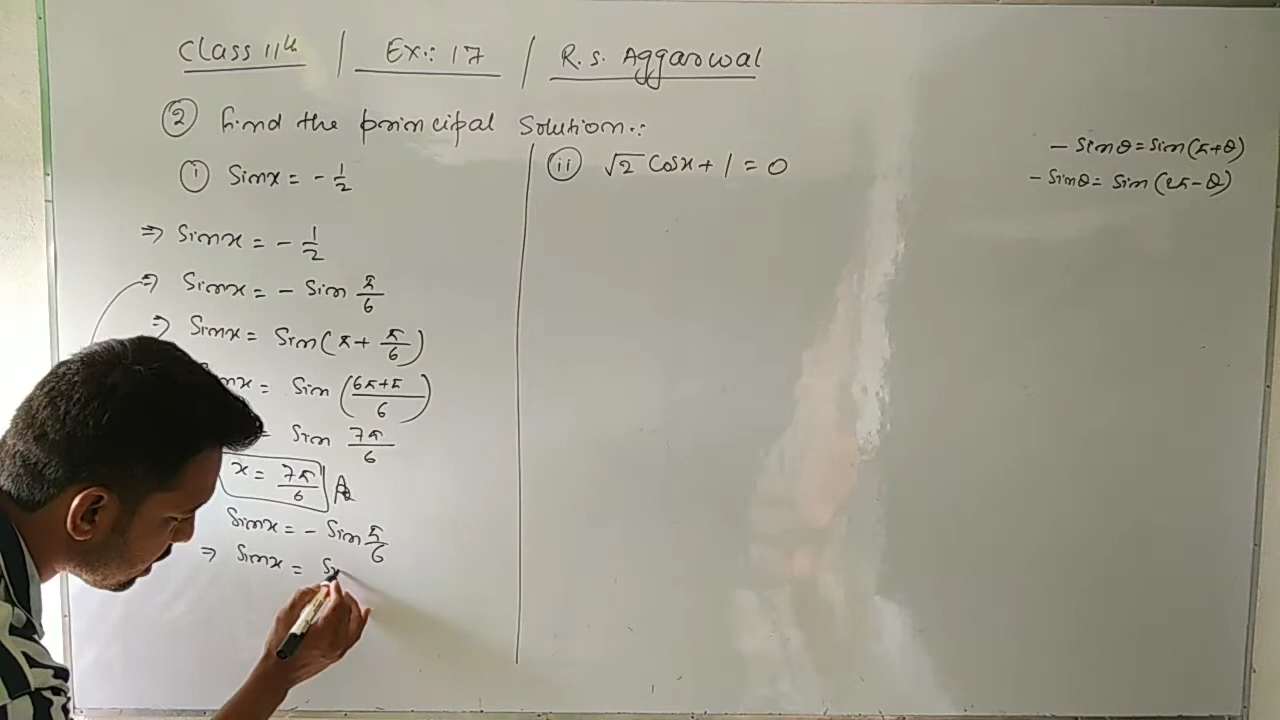 Class 11th / Ex.: 17 / R. S. Aggarwal
② Find the principal Solution.:
① Sinx = - 1/2
⇒ Sinx = - 1/2
⇒ Sinx = - Sin π/6
⇒ Sinx = Sin(π + π/6)
nx = Sin (6π+π/6)
= Sin 7π/6
x = 7π/6
Sinx = - Sin π/6
⇒ Sinx = Si
ⅱ √2 Cosx + 1 = 0
- Sinθ = Sin(π+θ)
- Sinθ = Sin (2π-θ)